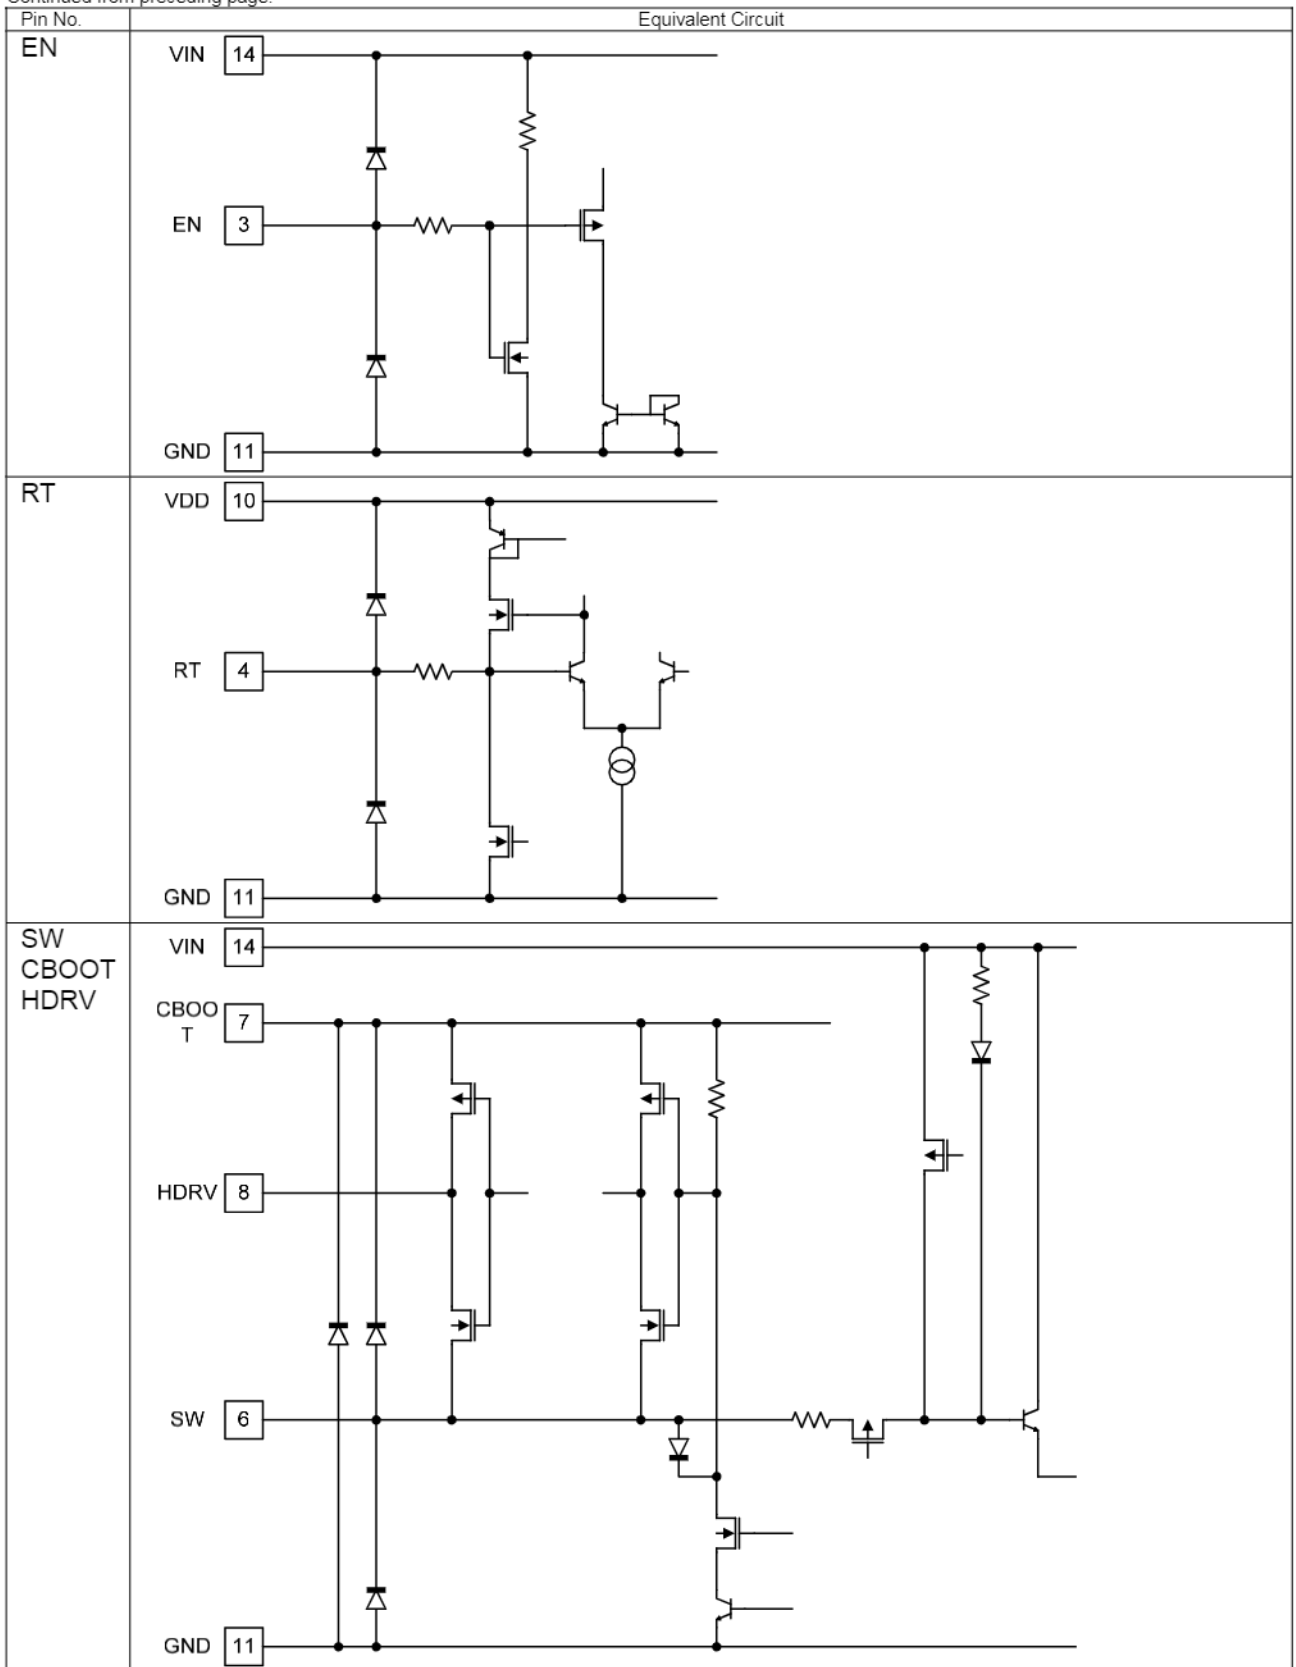 Continued from preceding page.
Pin No.
Equivalent Circuit
EN
VIN 14
EN 3
GND 11
RT
VDD 10
RT 4
GND 11
SW
CBOOT
HDRV
VIN 14
CBOO
T
7
HDRV 8
SW 6
GND 11